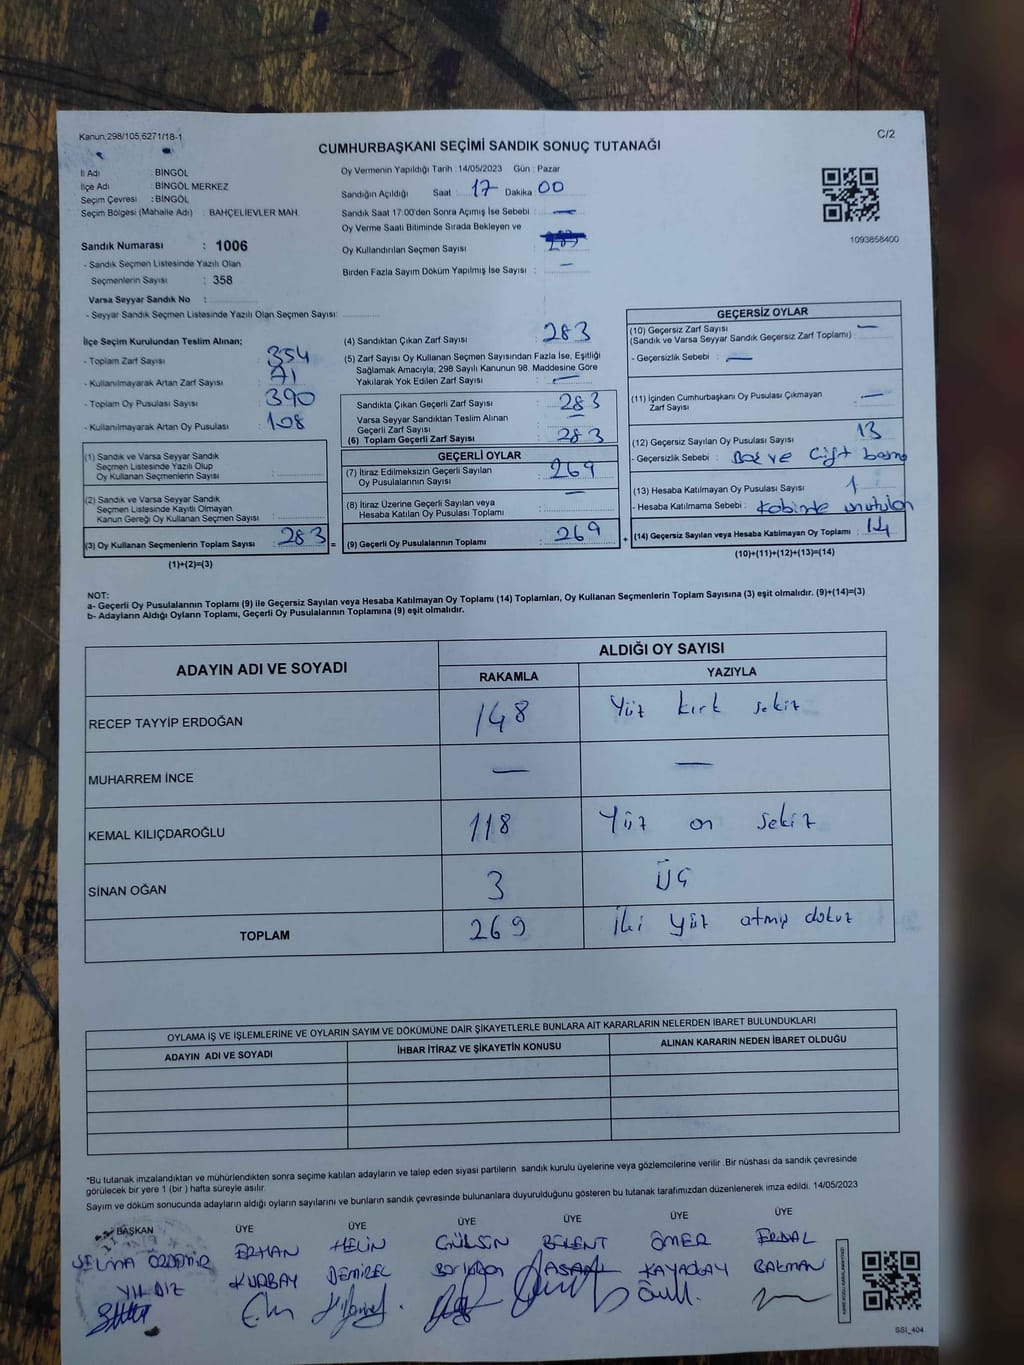 Kanun,298/105,6271/18-1
C/2
CUMHURBAŞKANI SEÇİMİ SANDIK SONUÇ TUTANAĞI
İl Adı : BİNGÖL
İlçe Adı : BİNGÖL MERKEZ
Seçim Çevresi : BİNGÖL
Seçim Bölgesi (Mahalle Adı) : BAHÇELİEVLER MAH.
Sandık Numarası : 1006
- Sandık Seçmen Listesinde Yazılı Olan
Seçmenlerin Sayısı : 358
Varsa Seyyar Sandık No :
- Seyyar Sandık Seçmen Listesinde Yazılı Olan Seçmen Sayısı:
Oy Vermenin Yapıldığı Tarih : 14/05/2023 Gün : Pazar
Sandığın Açıldığı Saat : 17 Dakika : 00
Sandık Saat 17:00'den Sonra Açımış İse Sebebi : —
Oy Verme Saati Bitiminde Sırada Bekleyen ve
Oy Kullandırılan Seçmen Sayısı :
Birden Fazla Sayım Döküm Yapılmış İse Sayısı : —
1093858400
İlçe Seçim Kurulundan Teslim Alınan;
- Toplam Zarf Sayısı : 354
- Kullanılmayarak Artan Zarf Sayısı : 71
- Toplam Oy Pusulası Sayısı : 390
- Kullanılmayarak Artan Oy Pusulası : 108
(1) Sandık ve Varsa Seyyar Sandık
Seçmen Listesinde Yazılı Olup
Oy Kullanan Seçmenlerin Sayısı :
(2) Sandık ve Varsa Seyyar Sandık
Seçmen Listesinde Kayıtlı Olmayan
Kanun Gereği Oy Kullanan Seçmen Sayısı :
(3) Oy Kullanan Seçmenlerin Toplam Sayısı : 283 =
(1)+(2)=(3)
(4) Sandıktan Çıkan Zarf Sayısı : 283
(5) Zarf Sayısı Oy Kullanan Seçmen Sayısından Fazla İse, Eşitliği
Sağlamak Amacıyla; 298 Sayılı Kanunun 98. Maddesine Göre
Yakılarak Yok Edilen Zarf Sayısı : —
Sandıkta Çıkan Geçerli Zarf Sayısı : 283
Varsa Seyyar Sandıktan Teslim Alınan
Geçerli Zarf Sayısı : —
(6) Toplam Geçerli Zarf Sayısı : 283
GEÇERLİ OYLAR
(7) İtiraz Edilmeksizin Geçerli Sayılan
Oy Pusulalarının Sayısı : 269
(8) İtiraz Üzerine Geçerli Sayılan veya
Hesaba Katılan Oy Pusulası Toplamı : —
(9) Geçerli Oy Pusulalarının Toplamı : 269 +
GEÇERSİZ OYLAR
(10) Geçersiz Zarf Sayısı : —
(Sandık ve Varsa Seyyar Sandık Geçersiz Zarf Toplamı)
- Geçersizlik Sebebi : —
(11) İçinden Cumhurbaşkanı Oy Pusulası Çıkmayan
Zarf Sayısı : —
(12) Geçersiz Sayılan Oy Pusulası Sayısı : 13
- Geçersizlik Sebebi : ve Çift
(13) Hesaba Katılmayan Oy Pusulası Sayısı : 1
- Hesaba Katılmama Sebebi : Kabinde unutulan
(14) Geçersiz Sayılan veya Hesaba Katılmayan Oy Toplamı : 14
(10)+(11)+(12)+(13)=(14)
NOT:
a- Geçerli Oy Pusulalarının Toplamı (9) ile Geçersiz Sayılan veya Hesaba Katılmayan Oy Toplamı (14) Toplamları, Oy Kullanan Seçmenlerin Toplam Sayısına (3) eşit olmalıdır. (9)+(14)=(3)
b- Adayların Aldığı Oyların Toplamı, Geçerli Oy Pusulalarının Toplamına (9) eşit olmalıdır.
ADAYIN ADI VE SOYADI ALDIĞI OY SAYISI
RAKAMLA YAZIYLA
RECEP TAYYİP ERDOĞAN 148 Yüz kırk sekiz
MUHARREM İNCE — —
KEMAL KILIÇDAROĞLU 118 Yüz on sekiz
SİNAN OĞAN 3 Üç
TOPLAM 269 İki yüz atmış dokuz
OYLAMA İŞ VE İŞLEMLERİNE VE OYLARIN SAYIM VE DÖKÜMÜNE DAİR ŞİKAYETLERLE BUNLARA AİT KARARLARIN NELERDEN İBARET BULUNDUKLARI
ADAYIN ADI VE SOYADI İHBAR İTİRAZ VE ŞİKAYETİN KONUSU ALINAN KARARIN NEDEN İBARET OLDUĞU
*Bu tutanak imzalandıktan ve mühürlendikten sonra seçime katılan adayların ve talep eden siyasi partilerin sandık kurulu üyelerine veya gözlemcilerine verilir. Bir nüshası da sandık çevresinde
görülecek bir yere 1 (bir) hafta süreyle asılır.
Sayım ve döküm sonucunda adayların aldığı oyların sayılarını ve bunların sandık çevresinde bulunanlara duyurulduğunu gösteren bu tutanak tarafımızdan düzenlenerek imza edildi. 14/05/2023
BAŞKAN ÜYE ÜYE ÜYE ÜYE ÜYE ÜYE
SELMA ÖZDEMİR ERHAN HELİN GÜLSİN BÜLENT ÖMER ERDAL
YILDIZ KURBAY DEMİREL ASAN KAYAALAY BATMAN
SSİ_404